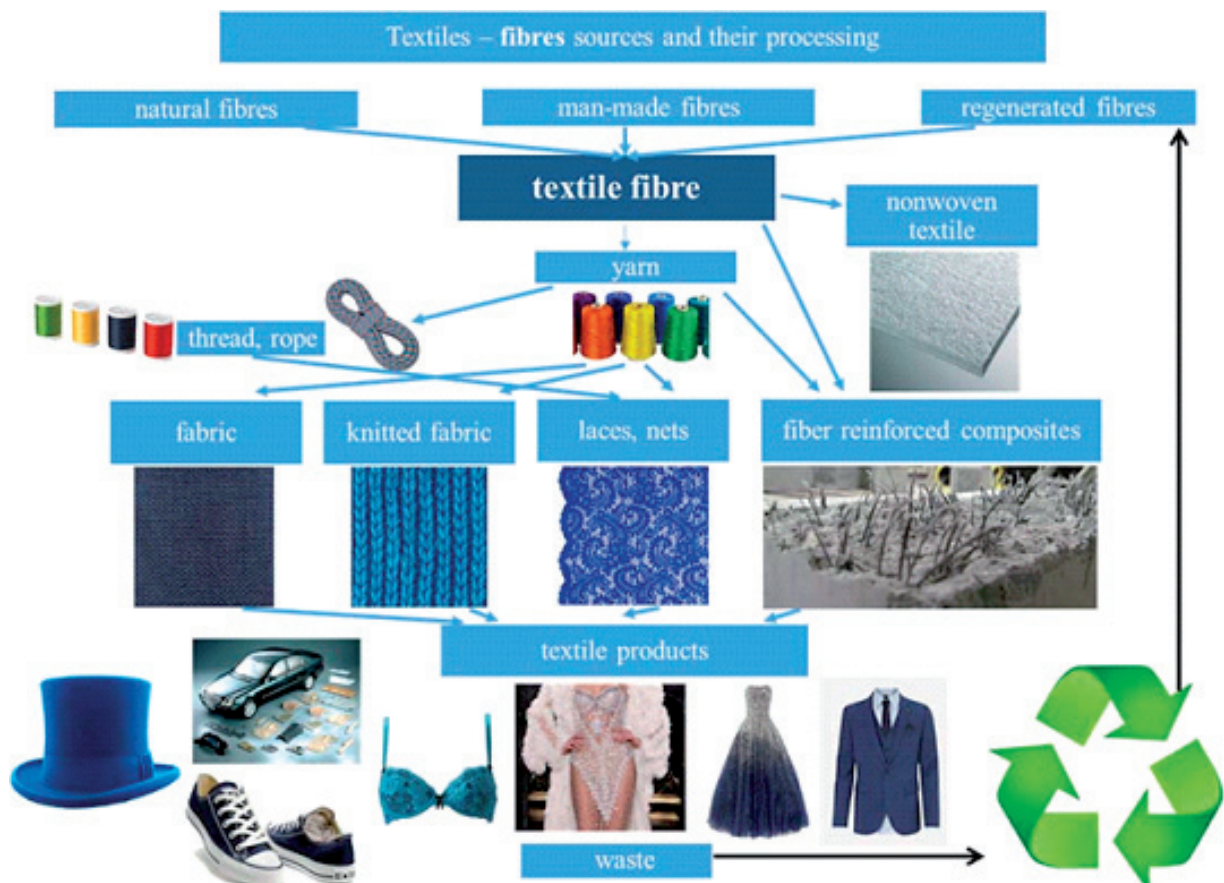 Textiles – fibres sources and their processing
natural fibres
man-made fibres
regenerated fibres
textile fibre
nonwoven
textile
yarn
thread, rope
fabric
knitted fabric
laces, nets
fiber reinforced composites
textile products
waste